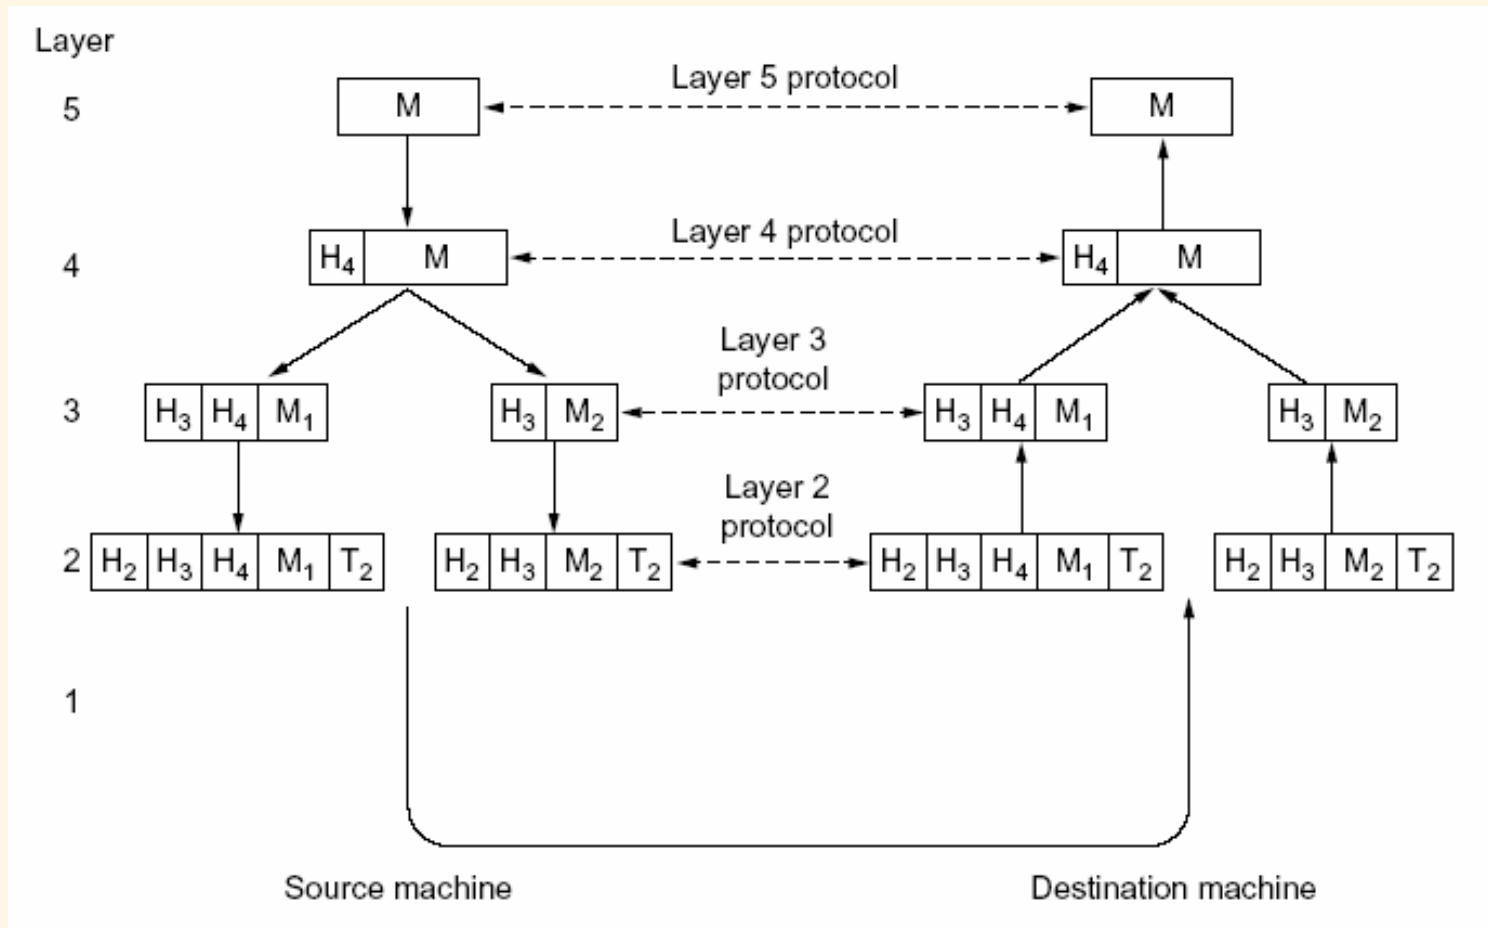 Layer
5 M Layer 5 protocol M
4 H₄ M Layer 4 protocol H₄ M
Layer 3
protocol
3 H₃ H₄ M₁ H₃ M₂ H₃ H₄ M₁ H₃ M₂
Layer 2
protocol
2 H₂ H₃ H₄ M₁ T₂ H₂ H₃ M₂ T₂ H₂ H₃ H₄ M₁ T₂ H₂ H₃ M₂ T₂
1
Source machine Destination machine